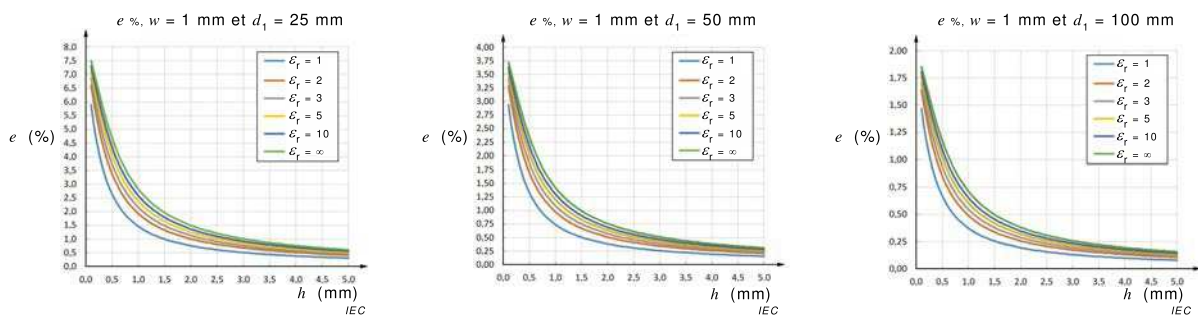 e %, w = 1 mm et d1 = 25 mm
8,0
7,5
7,0
6,5
6,0
5,5
5,0
4,5
4,0
3,5
3,0
2,5
2,0
1,5
1,0
0,5
0,0
e (%)
εr = 1
εr = 2
εr = 3
εr = 5
εr = 10
εr = ∞
0,0 0,5 1,0 1,5 2,0 2,5 3,0 3,5 4,0 4,5 5,0
h (mm)
IEC
e %, w = 1 mm et d1 = 50 mm
4,00
3,75
3,50
3,25
3,00
2,75
2,50
2,25
2,00
1,75
1,50
1,25
1,00
0,75
0,50
0,25
0,00
e (%)
εr = 1
εr = 2
εr = 3
εr = 5
εr = 10
εr = ∞
0,0 0,5 1,0 1,5 2,0 2,5 3,0 3,5 4,0 4,5 5,0
h (mm)
IEC
e %, w = 1 mm et d1 = 100 mm
2,00
1,75
1,50
1,25
1,00
0,75
0,50
0,25
0,00
e (%)
εr = 1
εr = 2
εr = 3
εr = 5
εr = 10
εr = ∞
0,0 0,5 1,0 1,5 2,0 2,5 3,0 3,5 4,0 4,5 5,0
h (mm)
IEC